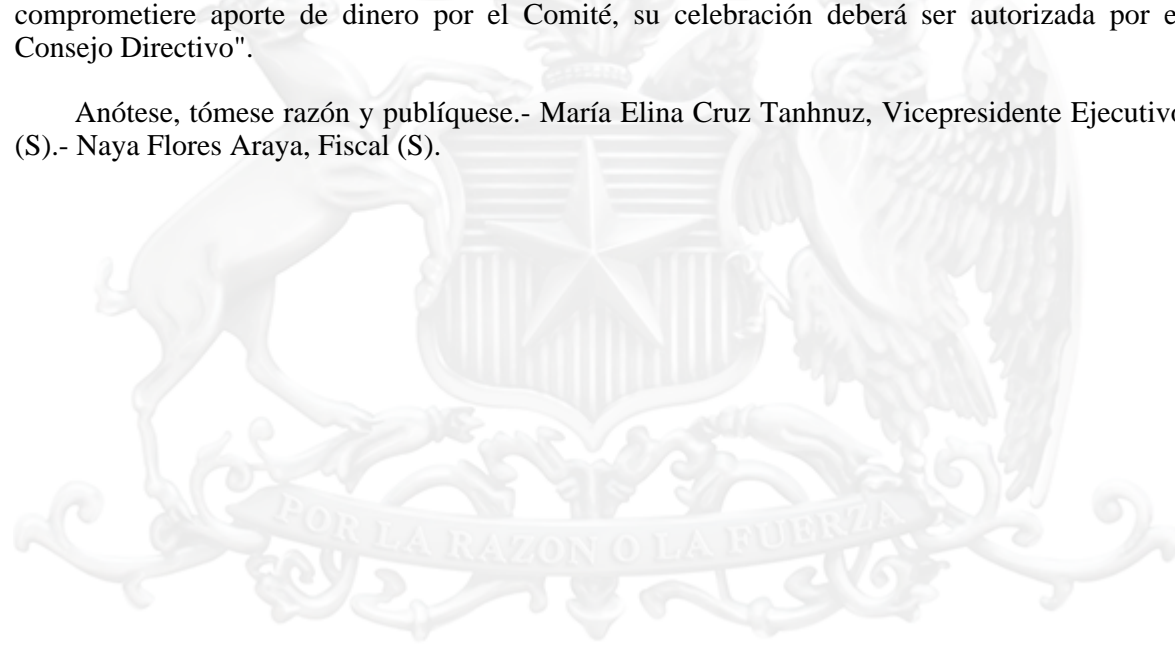 comprometiere aporte de dinero por el Comité, su celebración deberá ser autorizada por e
Consejo Directivo".
Anótese, tómese razón y publíquese.- María Elina Cruz Tanhnuz, Vicepresidente Ejecutivo
(S).- Naya Flores Araya, Fiscal (S).
POR LA RAZON O LA FUERZA